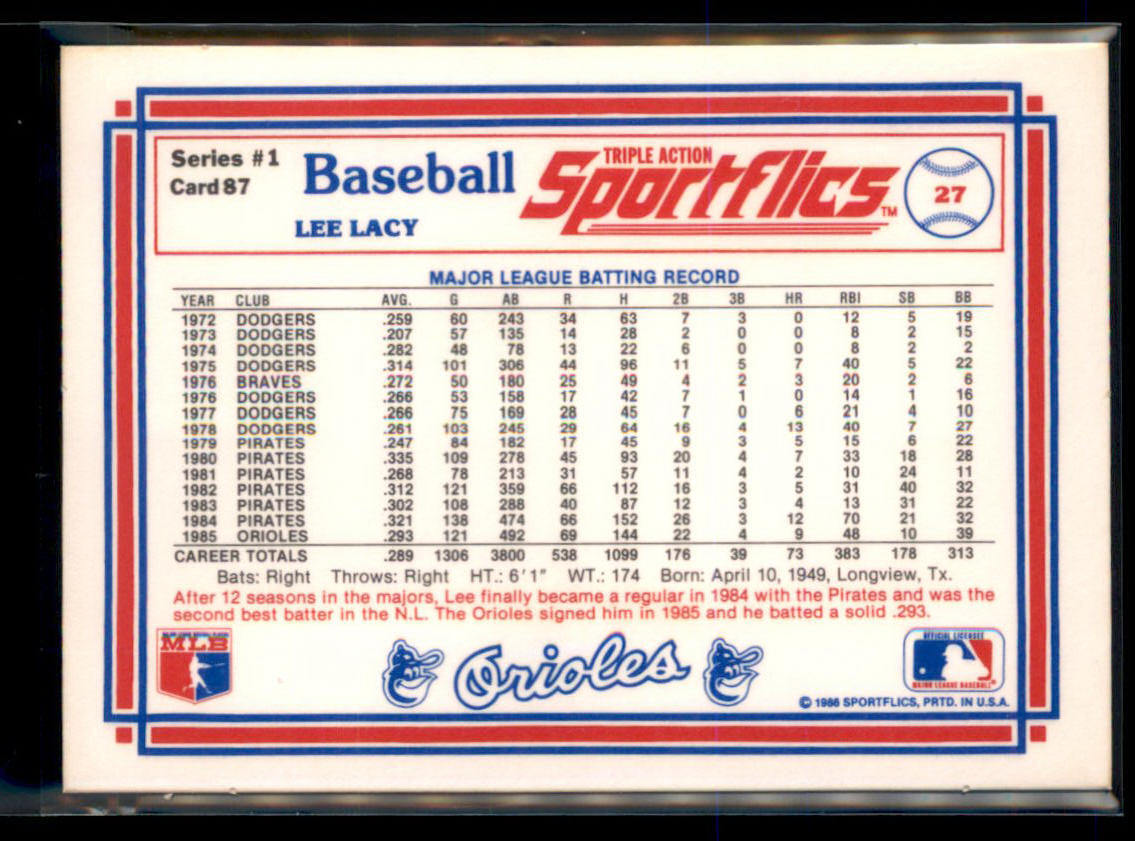 Series #1
Card 87
Baseball
TRIPLE ACTION
Sportflics™
27
LEE LACY
MAJOR LEAGUE BATTING RECORD
YEAR CLUB AVG. G AB R H 2B 3B HR RBI SB BB
1972 DODGERS .259 60 243 34 63 7 3 0 12 5 19
1973 DODGERS .207 57 135 14 28 2 0 0 8 2 15
1974 DODGERS .282 48 78 13 22 6 0 0 8 2 2
1975 DODGERS .314 101 306 44 96 11 5 7 40 5 22
1976 BRAVES .272 50 180 25 49 4 2 3 20 2 6
1976 DODGERS .266 53 158 17 42 7 1 0 14 1 16
1977 DODGERS .266 75 169 28 45 7 0 6 21 4 10
1978 DODGERS .261 103 245 29 64 16 4 13 40 7 27
1979 PIRATES .247 84 182 17 45 9 3 5 15 6 22
1980 PIRATES .335 109 278 45 93 20 4 7 33 18 28
1981 PIRATES .268 78 213 31 57 11 4 2 10 24 11
1982 PIRATES .312 121 359 66 112 16 3 5 31 40 32
1983 PIRATES .302 108 288 40 87 12 3 4 13 31 22
1984 PIRATES .321 138 474 66 152 26 3 12 70 21 32
1985 ORIOLES .293 121 492 69 144 22 4 9 48 10 39
CAREER TOTALS .289 1306 3800 538 1099 176 39 73 383 178 313
Bats: Right Throws: Right HT.: 6'1" WT.: 174 Born: April 10, 1949, Longview, Tx.
After 12 seasons in the majors, Lee finally became a regular in 1984 with the Pirates and was the
second best batter in the N.L. The Orioles signed him in 1985 and he batted a solid .293.
MAJOR LEAGUE BASEBALL PLAYERS
MLB
Orioles
OFFICIAL LICENSEE
MAJOR LEAGUE BASEBALL®
© 1986 SPORTFLICS, PRTD. IN U.S.A.